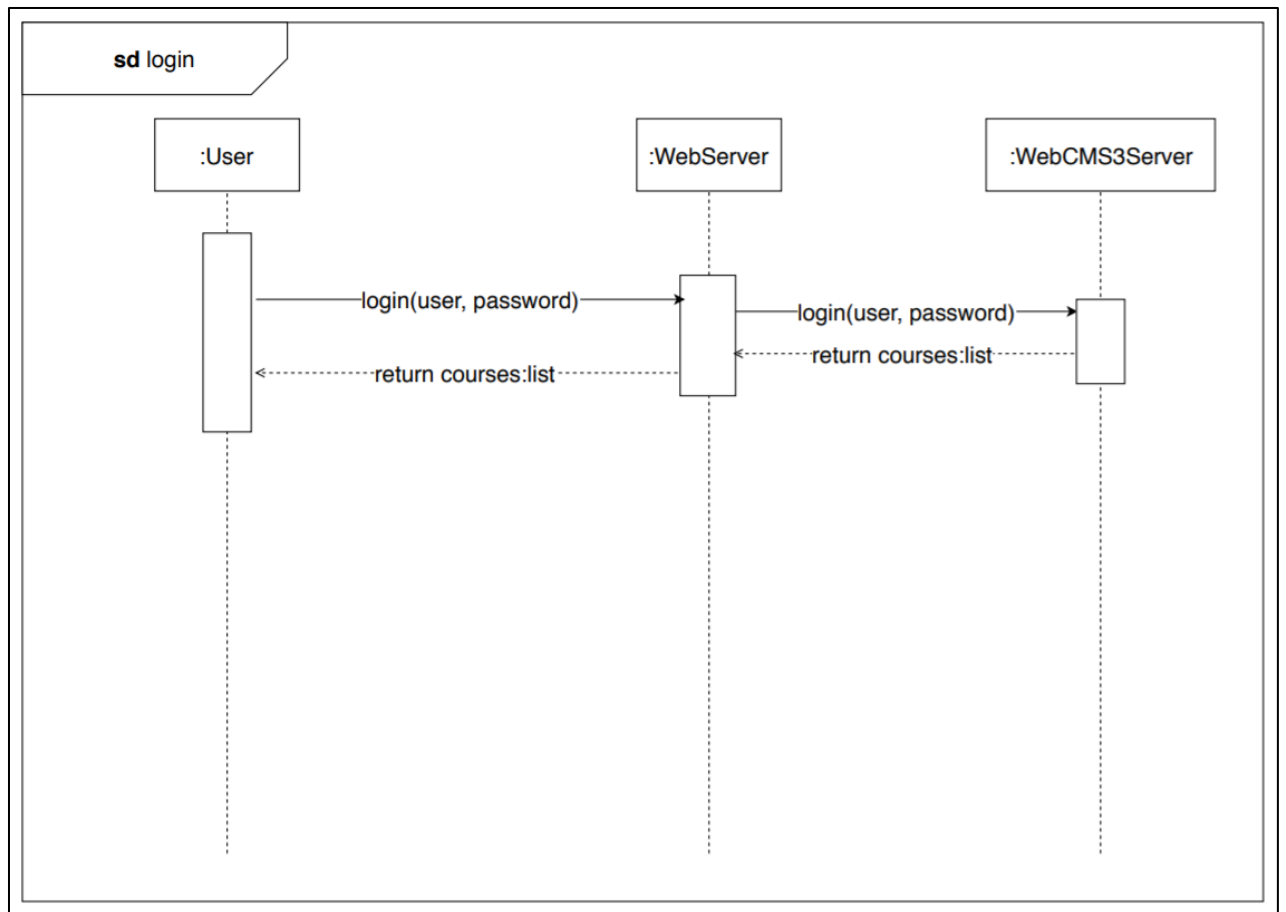 sd login
:User
:WebServer
:WebCMS3Server
login(user, password)
login(user, password)
return courses:list
return courses:list